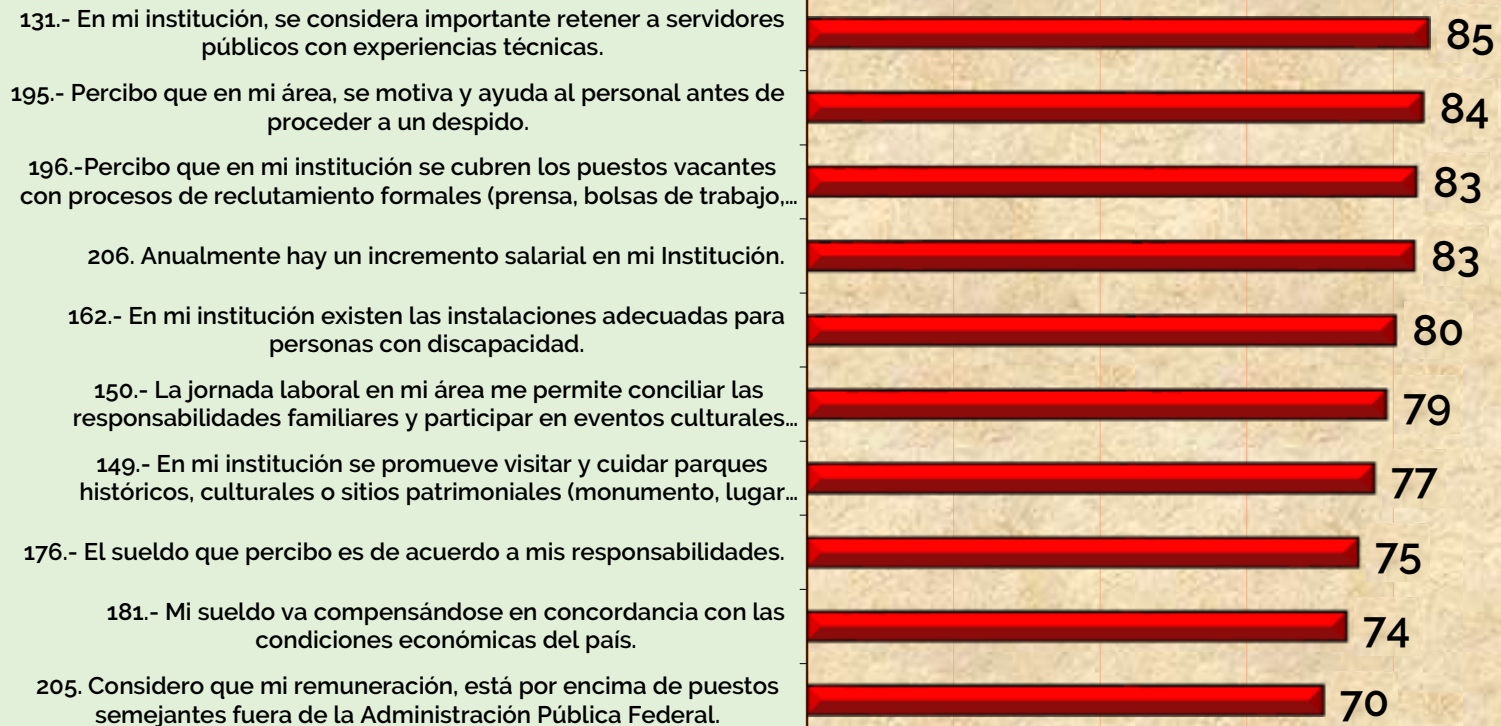 131.- En mi institución, se considera importante retener a servidores
públicos con experiencias técnicas.
85
195.- Percibo que en mi área, se motiva y ayuda al personal antes de
proceder a un despido.
84
196.-Percibo que en mi institución se cubren los puestos vacantes
con procesos de reclutamiento formales (prensa, bolsas de trabajo,...
83
206. Anualmente hay un incremento salarial en mi Institución.
83
162.- En mi institución existen las instalaciones adecuadas para
personas con discapacidad.
80
150.- La jornada laboral en mi área me permite conciliar las
responsabilidades familiares y participar en eventos culturales...
79
149.- En mi institución se promueve visitar y cuidar parques
históricos, culturales o sitios patrimoniales (monumento, lugar...
77
176.- El sueldo que percibo es de acuerdo a mis responsabilidades.
75
181.- Mi sueldo va compensándose en concordancia con las
condiciones económicas del país.
74
205. Considero que mi remuneración, está por encima de puestos
semejantes fuera de la Administración Pública Federal.
70